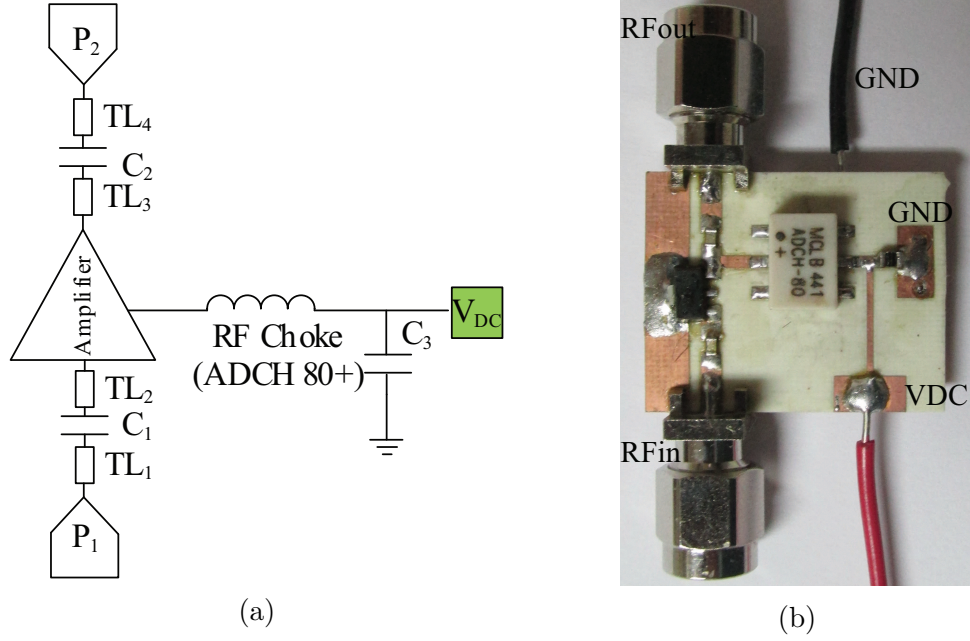 P2
TL4
C2
TL3
Amplifier
RF Choke
(ADCH 80+)
VDC
C3
TL2
C1
TL1
P1
(a)
RFout
GND
GND
MCLB 441
ADCH-80
+
VDC
RFin
(b)